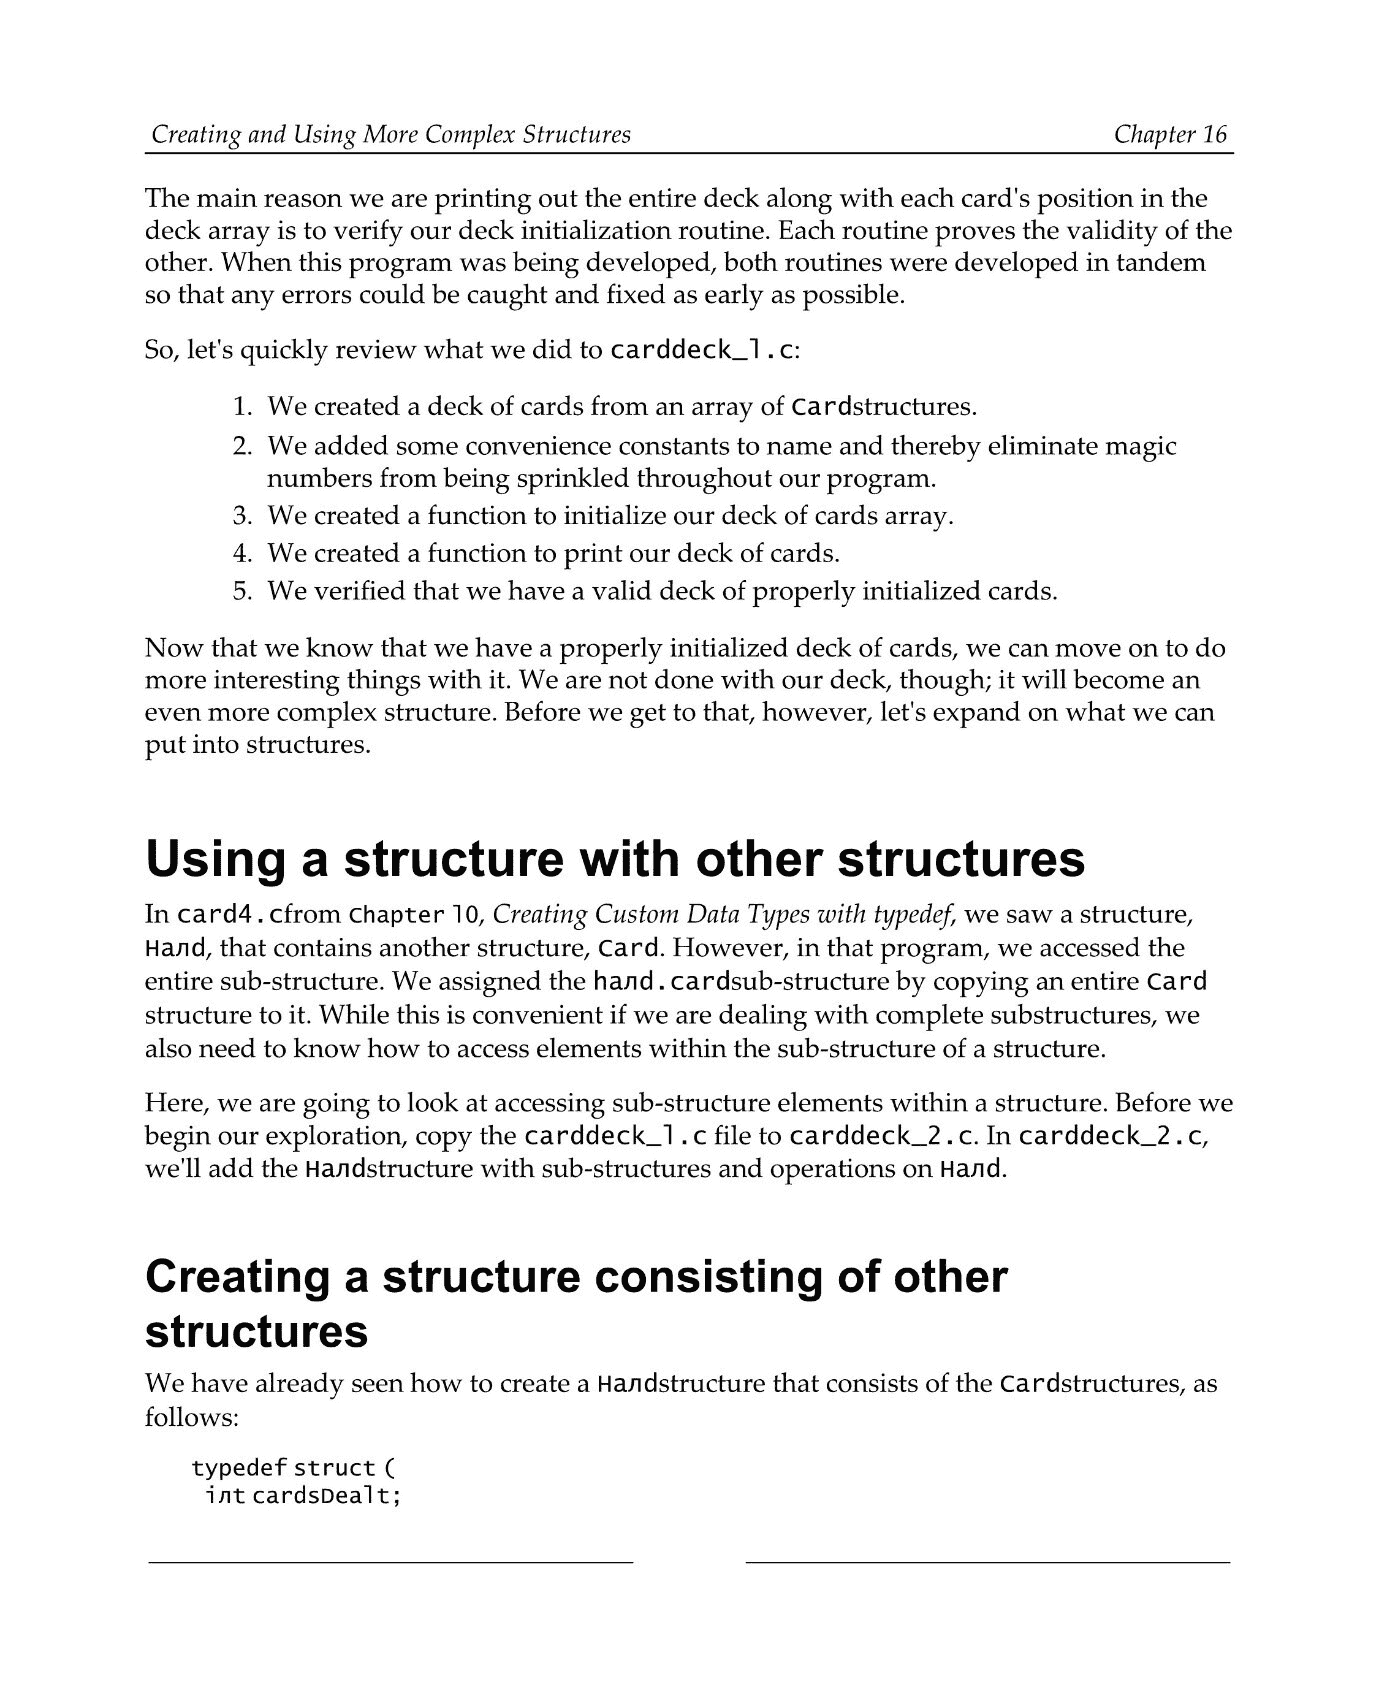 Creating and Using More Complex Structures Chapter 16
The main reason we are printing out the entire deck along with each card's position in the
deck array is to verify our deck initialization routine. Each routine proves the validity of the
other. When this program was being developed, both routines were developed in tandem
so that any errors could be caught and fixed as early as possible.
So, let's quickly review what we did to carddeck_l.c:
1. We created a deck of cards from an array of Cardstructures.
2. We added some convenience constants to name and thereby eliminate magic
numbers from being sprinkled throughout our program.
3. We created a function to initialize our deck of cards array.
4. We created a function to print our deck of cards.
5. We verified that we have a valid deck of properly initialized cards.
Now that we know that we have a properly initialized deck of cards, we can move on to do
more interesting things with it. We are not done with our deck, though; it will become an
even more complex structure. Before we get to that, however, let's expand on what we can
put into structures.
Using a structure with other structures
In card4.cfrom Chapter l0, Creating Custom Data Types with typedef, we saw a structure,
Haлd, that contains another structure, Card. However, in that program, we accessed the
entire sub-structure. We assigned the haлd.cardsub-structure by copying an entire Card
structure to it. While this is convenient if we are dealing with complete substructures, we
also need to know how to access elements within the sub-structure of a structure.
Here, we are going to look at accessing sub-structure elements within a structure. Before we
begin our exploration, copy the carddeck_l.c file to carddeck_2.c. In carddeck_2.c,
we'll add the Haлdstructure with sub-structures and operations on Haлd.
Creating a structure consisting of other
structures
We have already seen how to create a Haлdstructure that consists of the Cardstructures, as
follows:
typedef struct (
iлt cardsDealt;